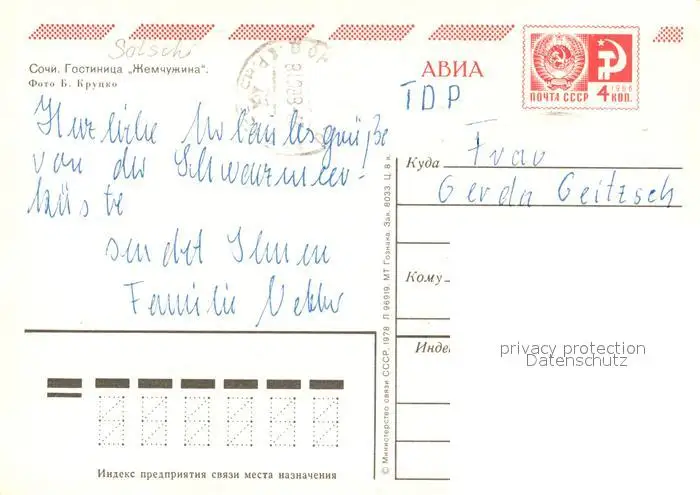 Sotschi
Сочи. Гостиница „Жемчужина“.
Фото Б. Круцко
АВИА
ПОЧТА СССР 4 КОП.
1966
TDP
Herzliche Urlaubsgrüße
von der Schwarzmeer-
küste
sendet Ihnen
Familie
Куда Frau
Gerda Geitzsch
Кому
Инде
privacy protection
Datenschutz
© Министерство связи СССР, 1978 Л 96919. МТ Гознака. Зак. 8033. Ц. 8 к.
Индекс предприятия связи места назначения